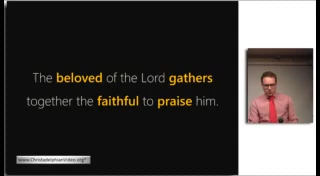 The beloved of the Lord gathers
together the faithful to praise him.
www.ChristadelphianVideo.org